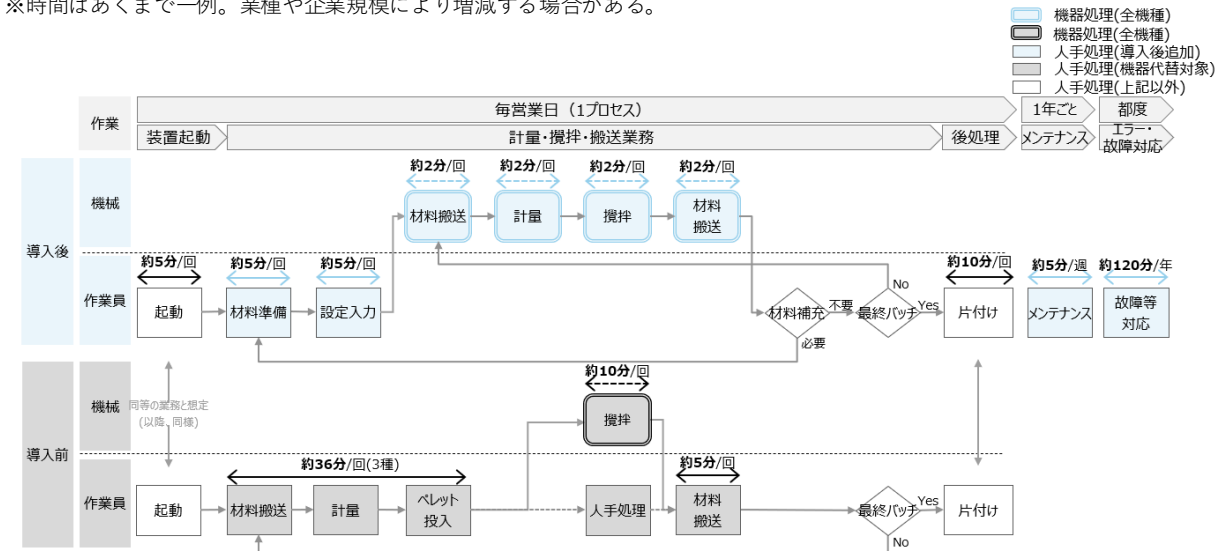 ※時間はあくまで一例。業種や企業規模により増減する場合がある。
機器処理(全機種)
機器処理(全機種)
人手処理(導入後追加)
人手処理(機器代替対象)
人手処理(上記以外)
作業
毎営業日（1プロセス）
1年ごと
都度
装置起動
計量・攪拌・搬送業務
後処理
メンテナンス
エラー・
故障対応
導入後
機械
約2分/回
約2分/回
約2分/回
約2分/回
材料搬送
計量
攪拌
材料
搬送
作業員
約5分/回
約5分/回
約5分/回
約10分/回
約5分/週
約120分/年
起動
材料準備
設定入力
材料補充
不要
必要
最終バッチ
No
Yes
片付け
メンテナンス
故障等
対応
導入前
機械
同等の業務と想定
(以降、同様)
約10分/回
攪拌
作業員
約36分/回(3種)
約5分/回
起動
材料搬送
計量
ペレット
投入
人手処理
材料
搬送
最終バッチ
Yes
No
片付け